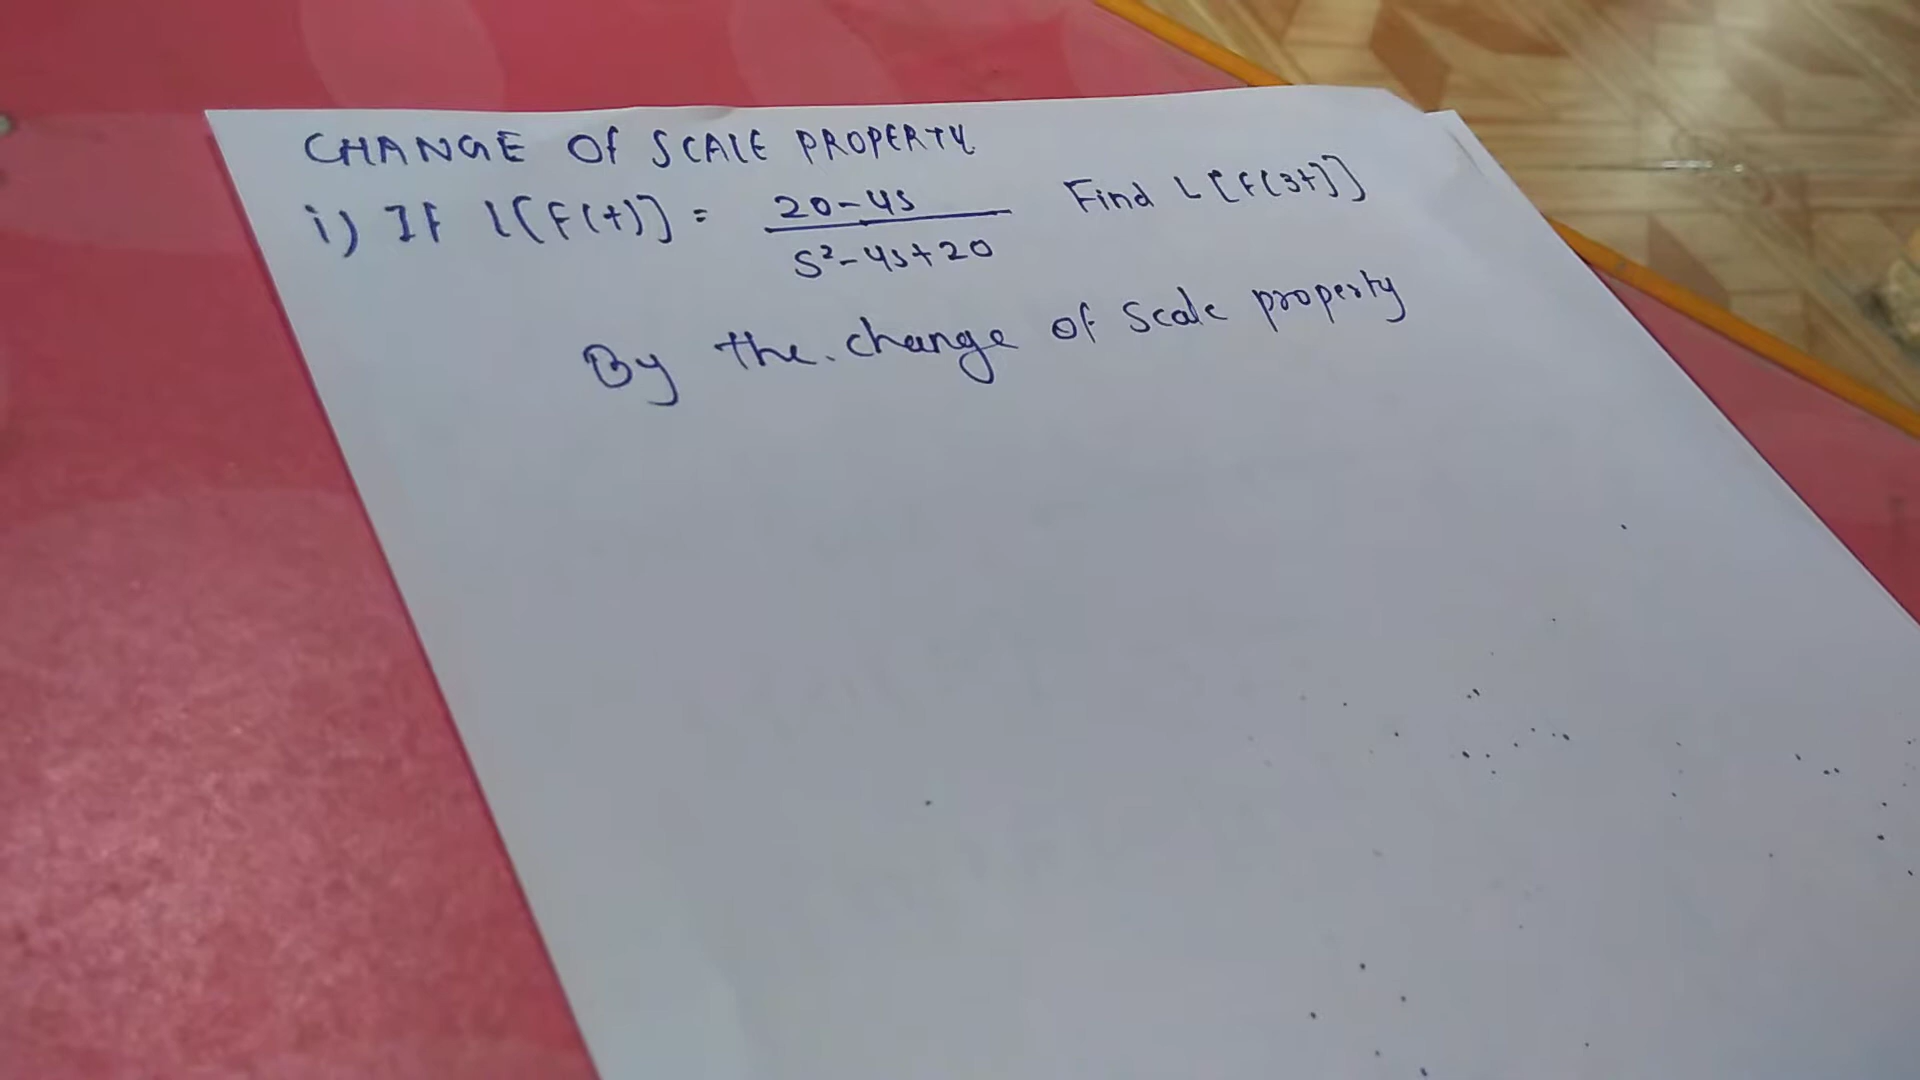 CHANGE Of SCALE PROPERTY
i) If L[f(t)] = 20-4s / s²-4s+20 Find L[f(3t)]
By the change of scale property